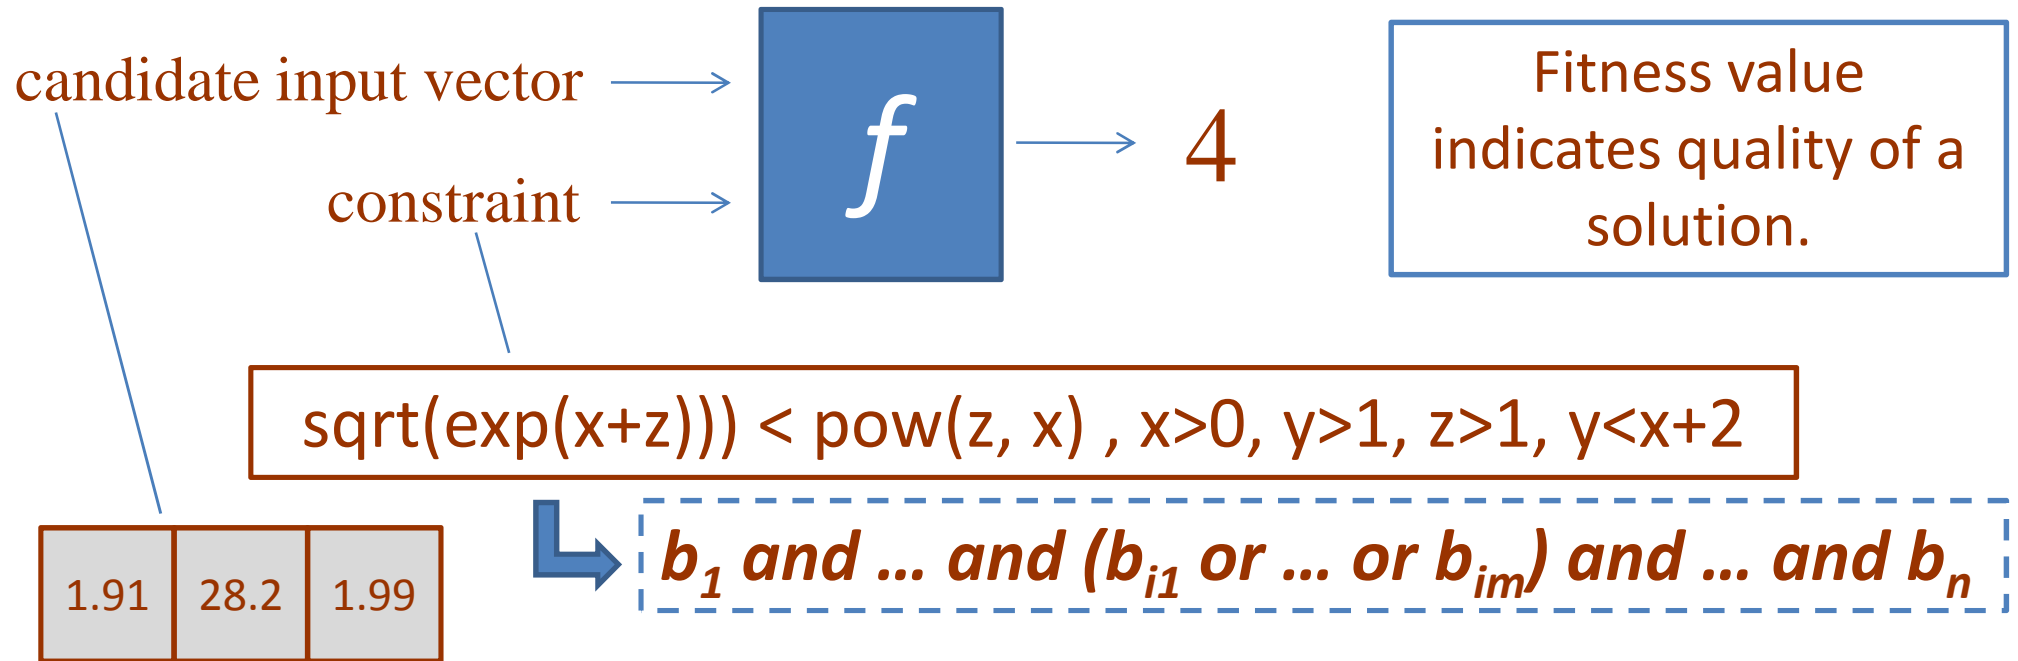 candidate input vector
constraint
f
4
Fitness value
indicates quality of a
solution.
sqrt(exp(x+z))) < pow(z, x) , x>0, y>1, z>1, y<x+2
b1 and ... and (bi1 or ... or bim) and ... and bn
1.91 28.2 1.99